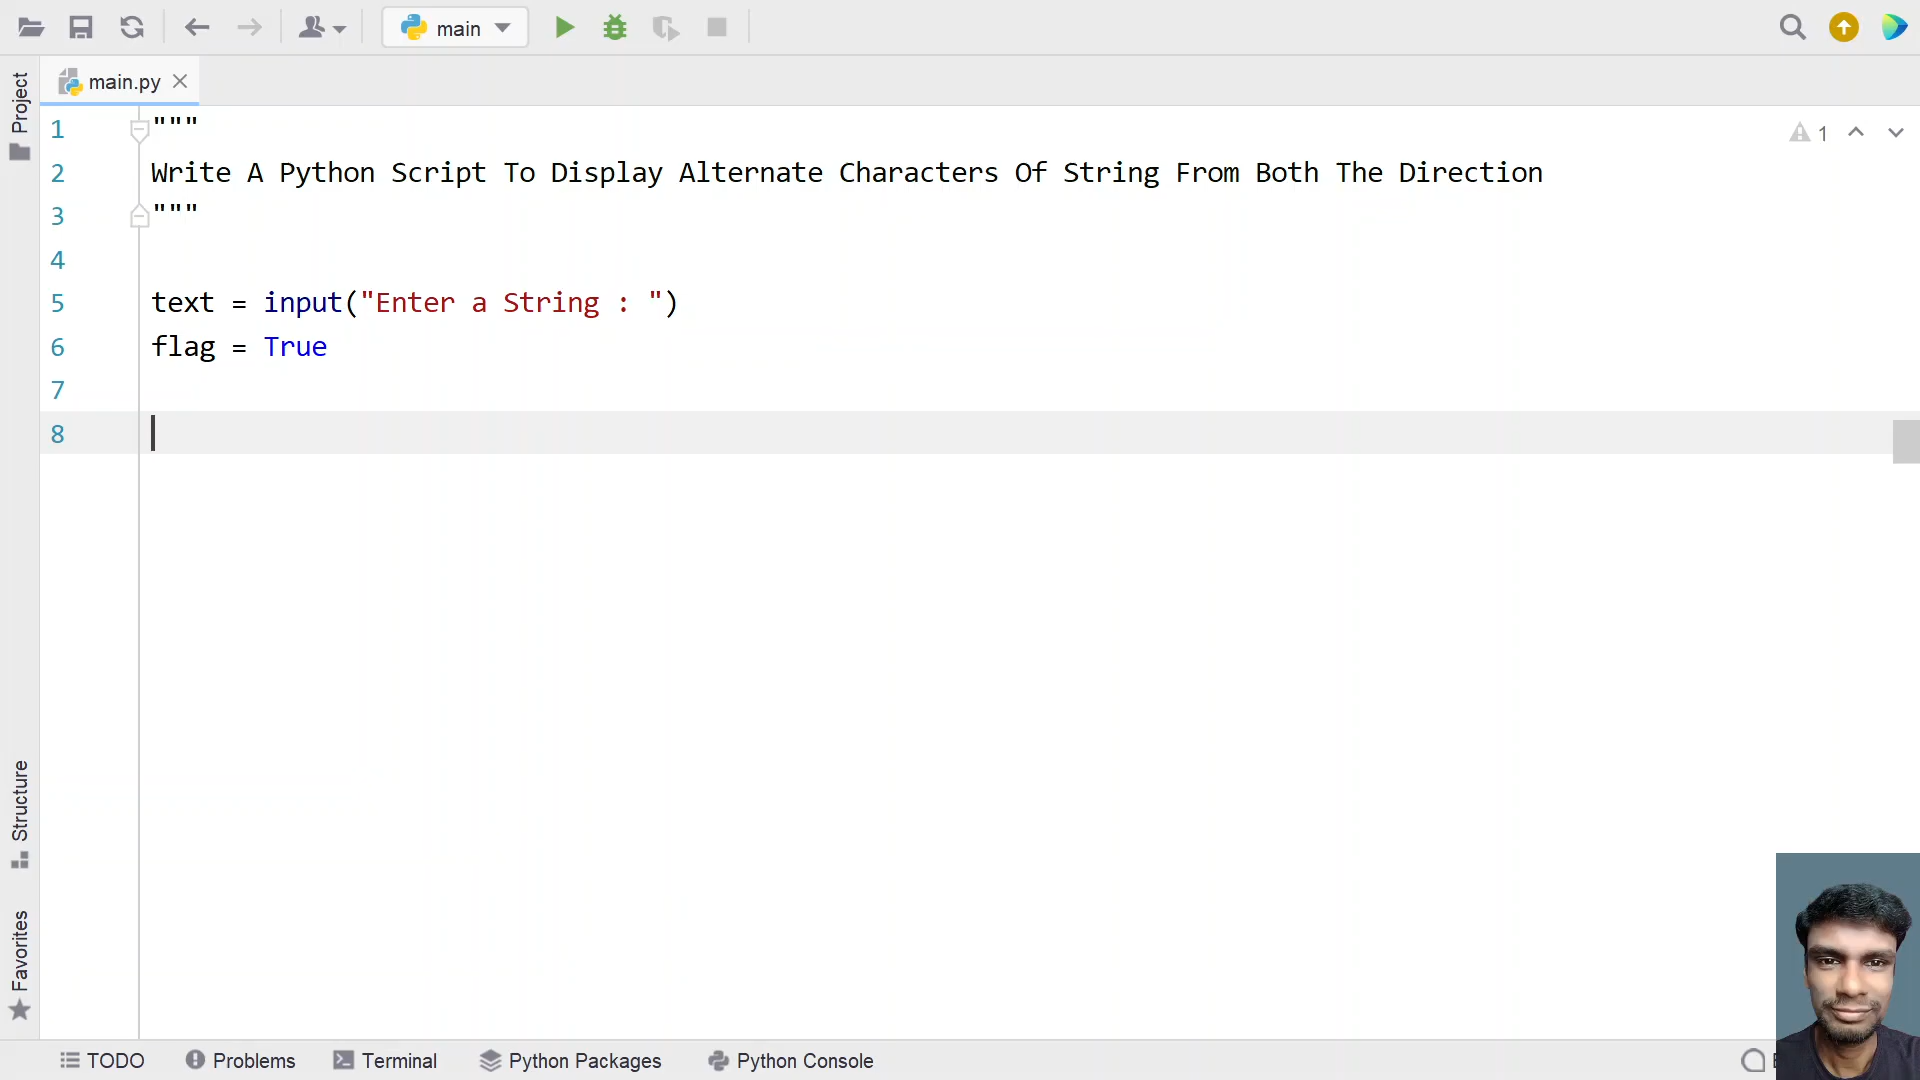 main
Project
main.py
1 """
1
2 Write A Python Script To Display Alternate Characters Of String From Both The Direction
3 """
4
5 text = input("Enter a String : ")
6 flag = True
7
8
Structure
Favorites
TODO Problems Terminal Python Packages Python Console